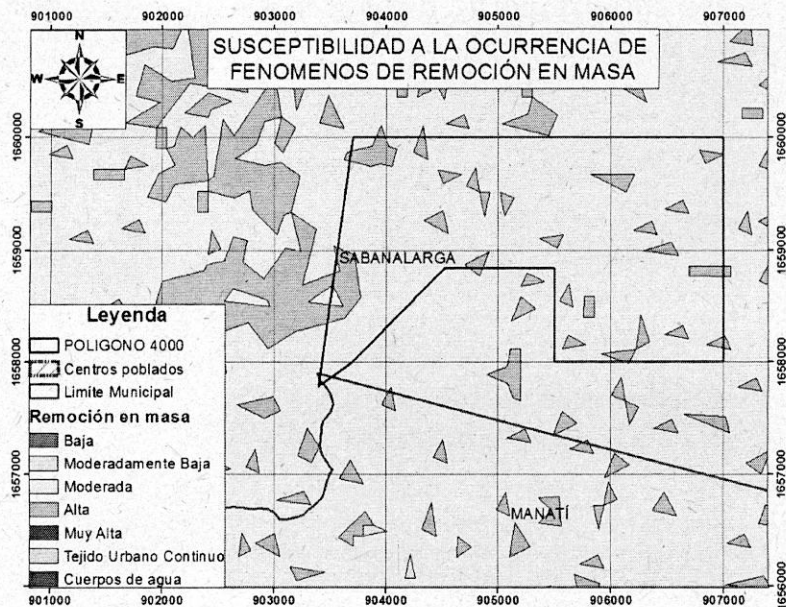 901000 902000 903000 904000 905000 906000 907000
N
W E
S
SUSCEPTIBILIDAD A LA OCURRENCIA DE
FENOMENOS DE REMOCIÓN EN MASA
1660000 1660000
1659000 1659000
SABANALARGA
Leyenda
POLIGONO 4000
Centros poblados
Limíte Municipal
Remoción en masa
Baja
Moderadamente Baja
Moderada
Alta
Muy Alta
Tejido Urbano Continuo
Cuerpos de agua
1658000 1658000
1657000 1657000
MANATÍ
1656000
901000 902000 903000 904000 905000 906000 907000